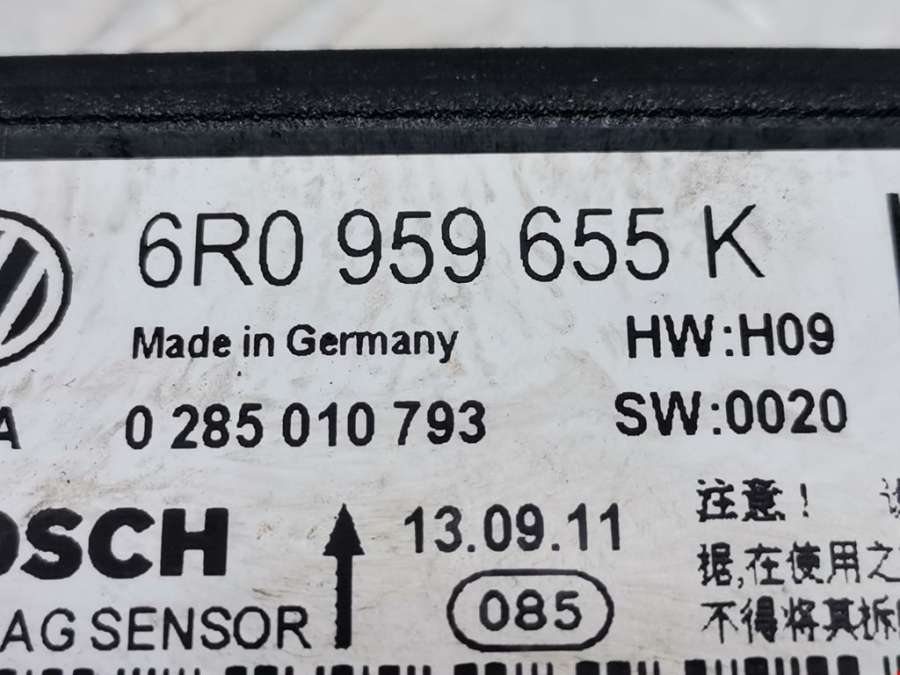 6R0 959 655 K
Made in Germany HW:H09
A 0 285 010 793 SW:0020
OSCH 13.09.11 注意!
085 据,在使用之
AG SENSOR 不得将其拆